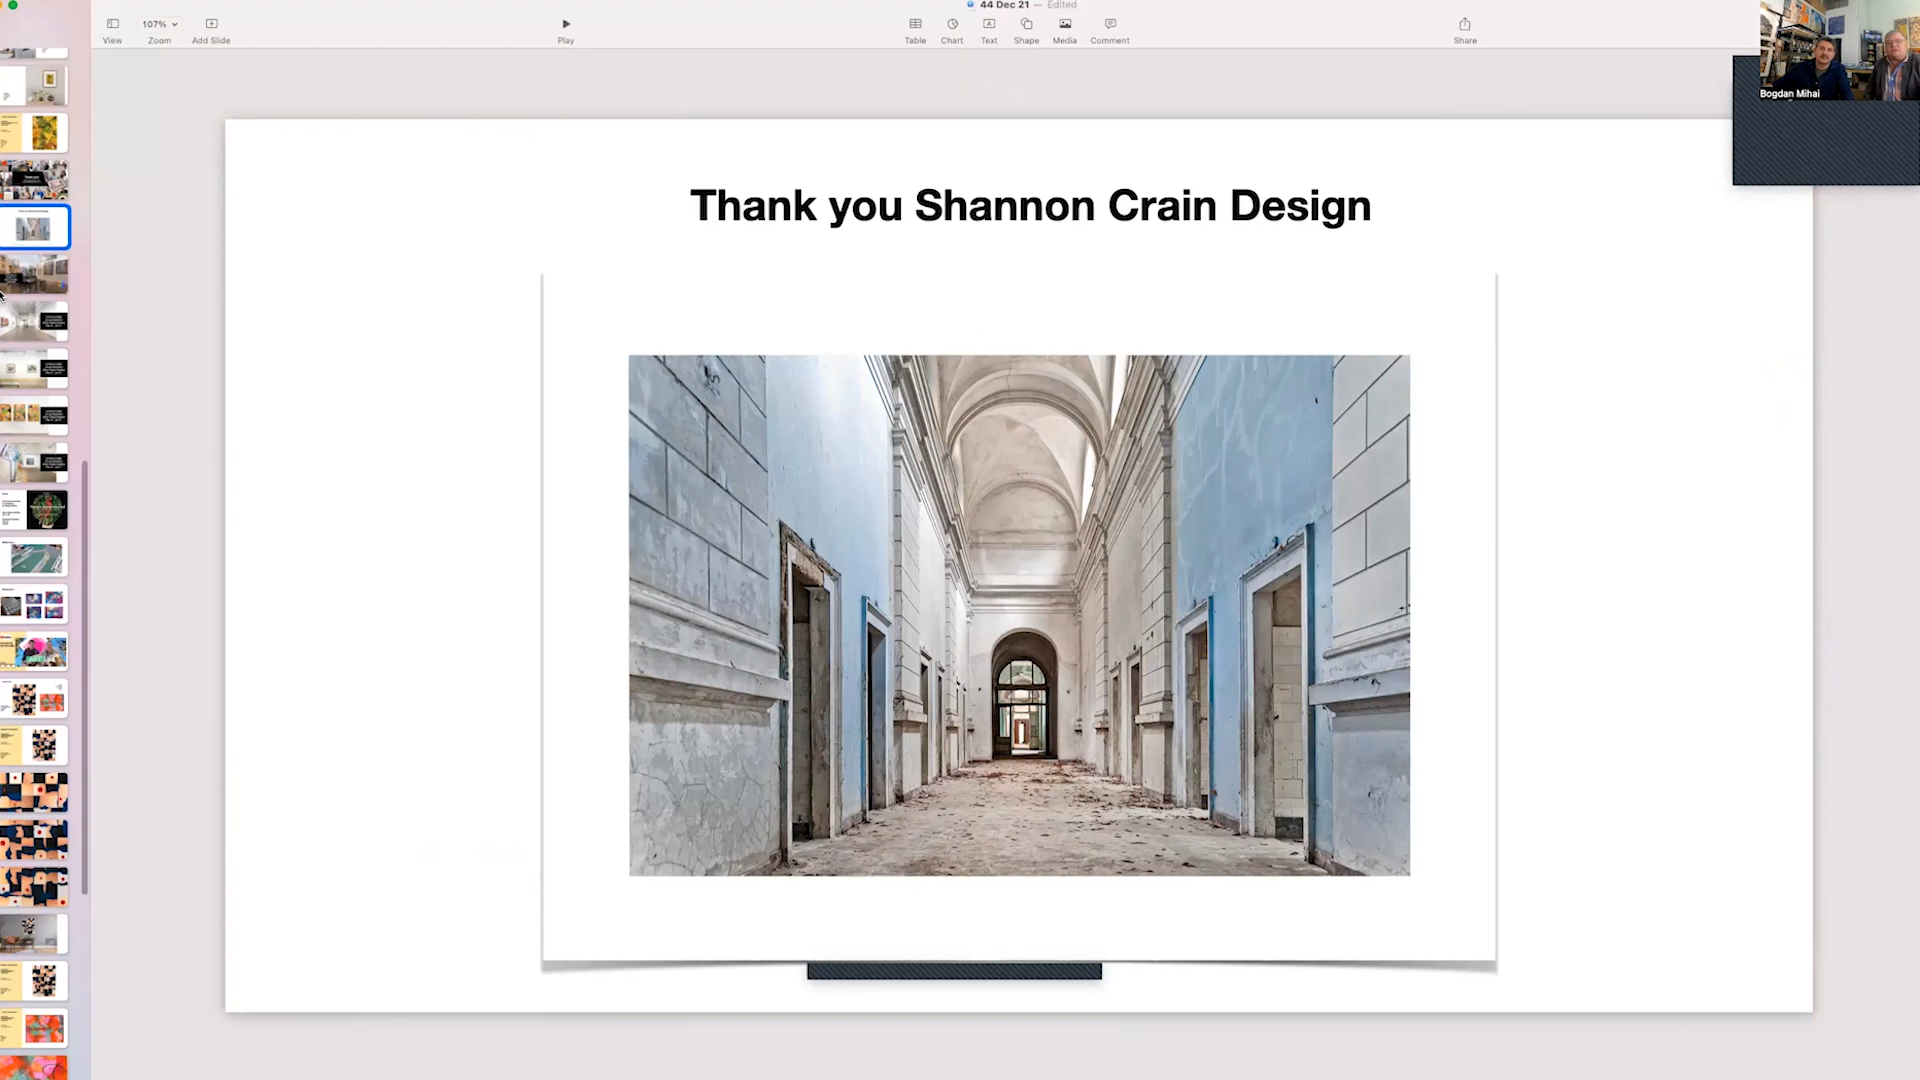 44 Dec 21 — Edited
View
107%
Zoom
Add Slide
Play
Table
Chart
Text
Shape
Media
Comment
Share
Bogdan Mihai
Thank you Shannon Crain Design